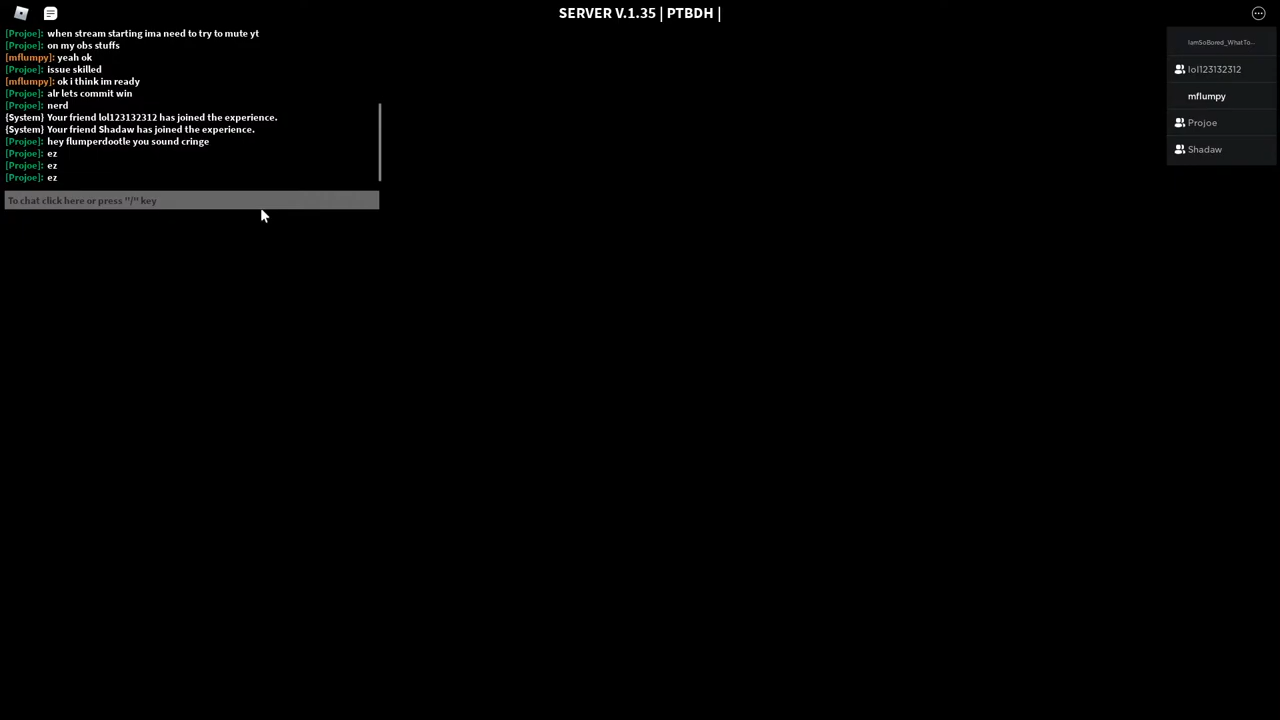 SERVER V.1.35 | PTBDH |
[Projoe]: when stream starting ima need to try to mute yt
[Projoe]: on my obs stuffs
[mflumpy]: yeah ok
[Projoe]: issue skilled
[mflumpy]: ok i think im ready
[Projoe]: alr lets commit win
[Projoe]: nerd
{System} Your friend lol123132312 has joined the experience.
{System} Your friend Shadaw has joined the experience.
[Projoe]: hey flumperdootle you sound cringe
[Projoe]: ez
[Projoe]: ez
[Projoe]: ez
To chat click here or press "/" key
IamSoBored_WhatTo...
lol123132312
mflumpy
Projoe
Shadaw